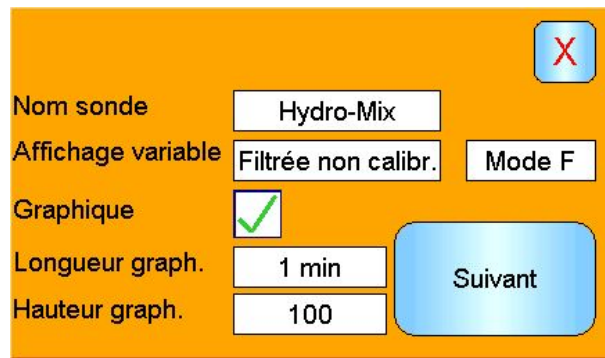 X
Nom sonde Hydro-Mix
Affichage variable Filtrée non calibr. Mode F
Graphique
Longueur graph. 1 min
Suivant
Hauteur graph. 100